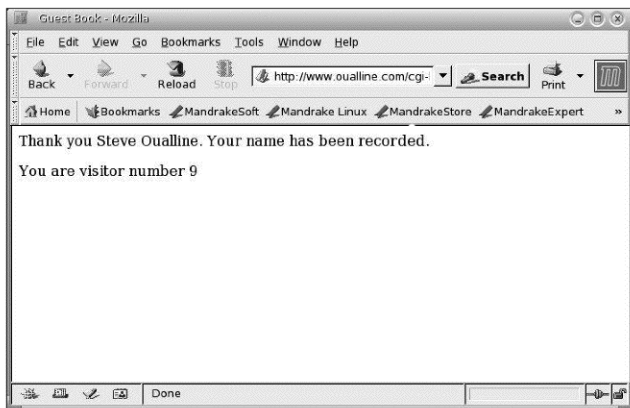 Guest Book - Mozilla
File Edit View Go Bookmarks Tools Window Help
Back Forward Reload Stop http://www.oualline.com/cgi- Search Print
Home Bookmarks MandrakeSoft Mandrake Linux MandrakeStore MandrakeExpert »
Thank you Steve Oualline. Your name has been recorded.
You are visitor number 9
Done